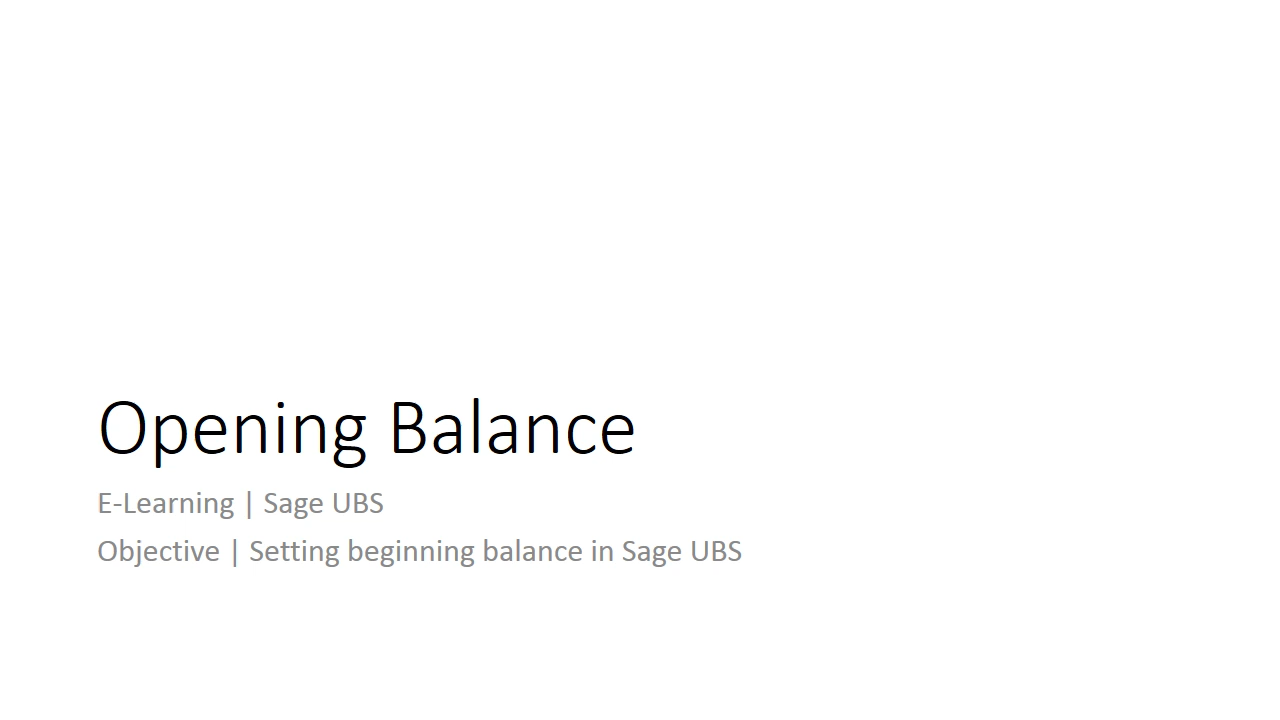 Opening Balance
E-Learning | Sage UBS
Objective | Setting beginning balance in Sage UBS